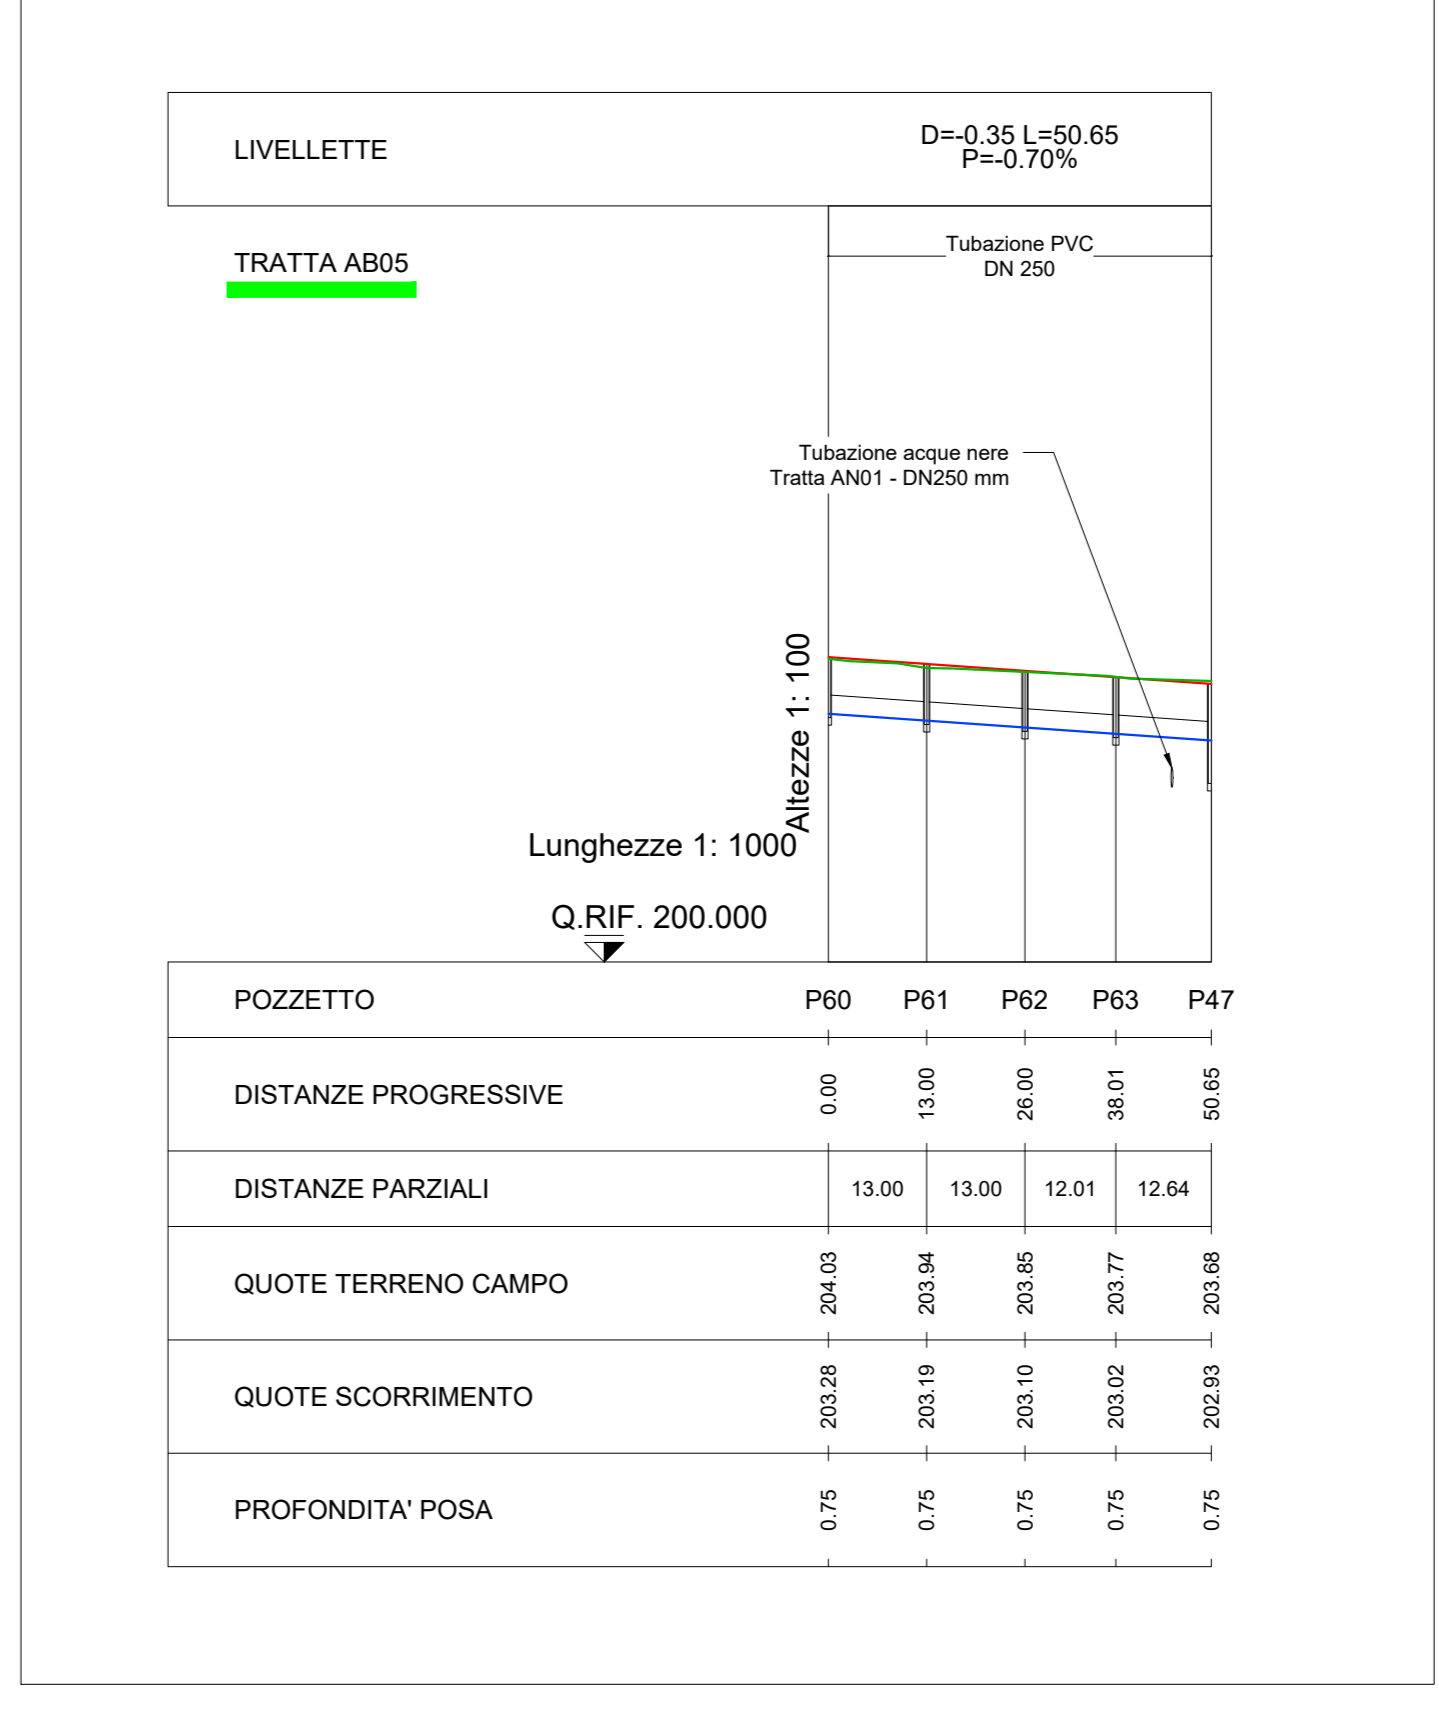 LIVELLETTE
D=-0.35 L=50.65
P=-0.70%
TRATTA AB05
Tubazione PVC
DN 250
Tubazione acque nere
Tratta AN01 - DN250 mm
Altezze 1: 100
Lunghezze 1: 1000
Q.RIF. 200.000
POZZETTO P60 P61 P62 P63 P47
DISTANZE PROGRESSIVE 0.00 13.00 26.00 38.01 50.65
DISTANZE PARZIALI 13.00 13.00 12.01 12.64
QUOTE TERRENO CAMPO 204.03 203.94 203.85 203.77 203.68
QUOTE SCORRIMENTO 203.28 203.19 203.10 203.02 202.93
PROFONDITA' POSA 0.75 0.75 0.75 0.75 0.75